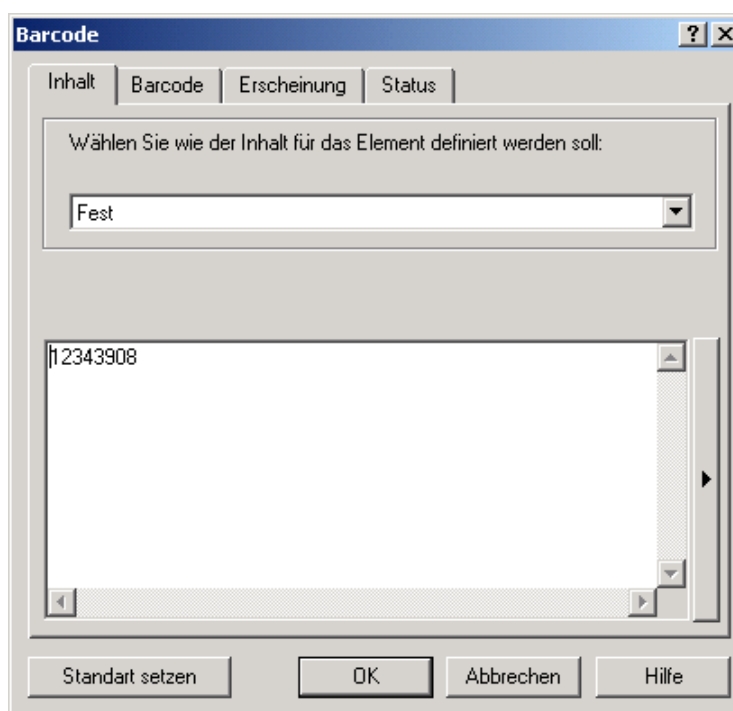 Barcode
Inhalt Barcode Erscheinung Status
Wählen Sie wie der Inhalt für das Element definiert werden soll:
Fest
12343908
Standart setzen OK Abbrechen Hilfe